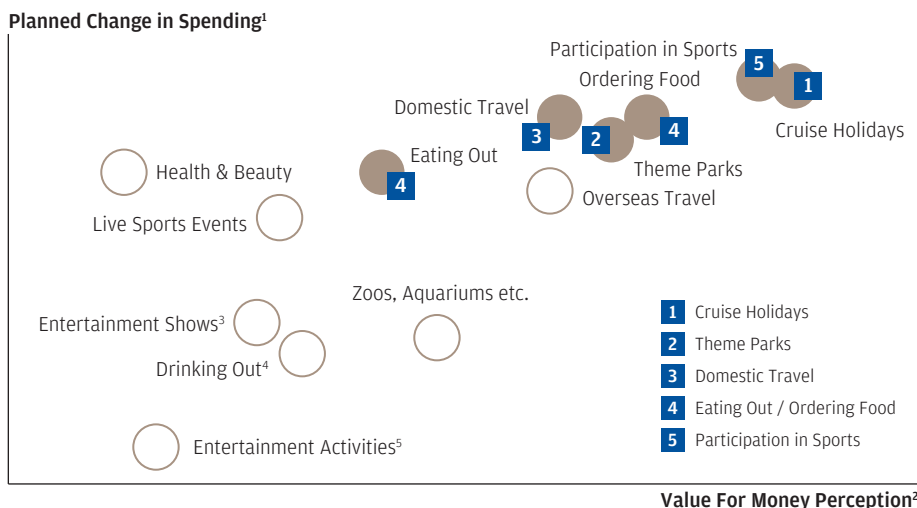 Planned Change in Spending¹
Participation in Sports
5
Ordering Food
1
Domestic Travel
Cruise Holidays
3
2
4
Eating Out
Theme Parks
Health & Beauty
4
Overseas Travel
Live Sports Events
Zoos, Aquariums etc.
Entertainment Shows³
Drinking Out⁴
Entertainment Activities⁵
1 Cruise Holidays
2 Theme Parks
3 Domestic Travel
4 Eating Out / Ordering Food
5 Participation in Sports
Value For Money Perception²